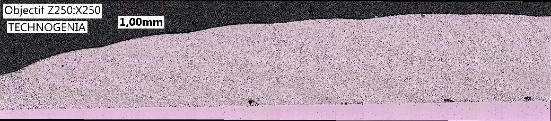 Objectif Z250:X250
TECHNOGENIA
1,00mm